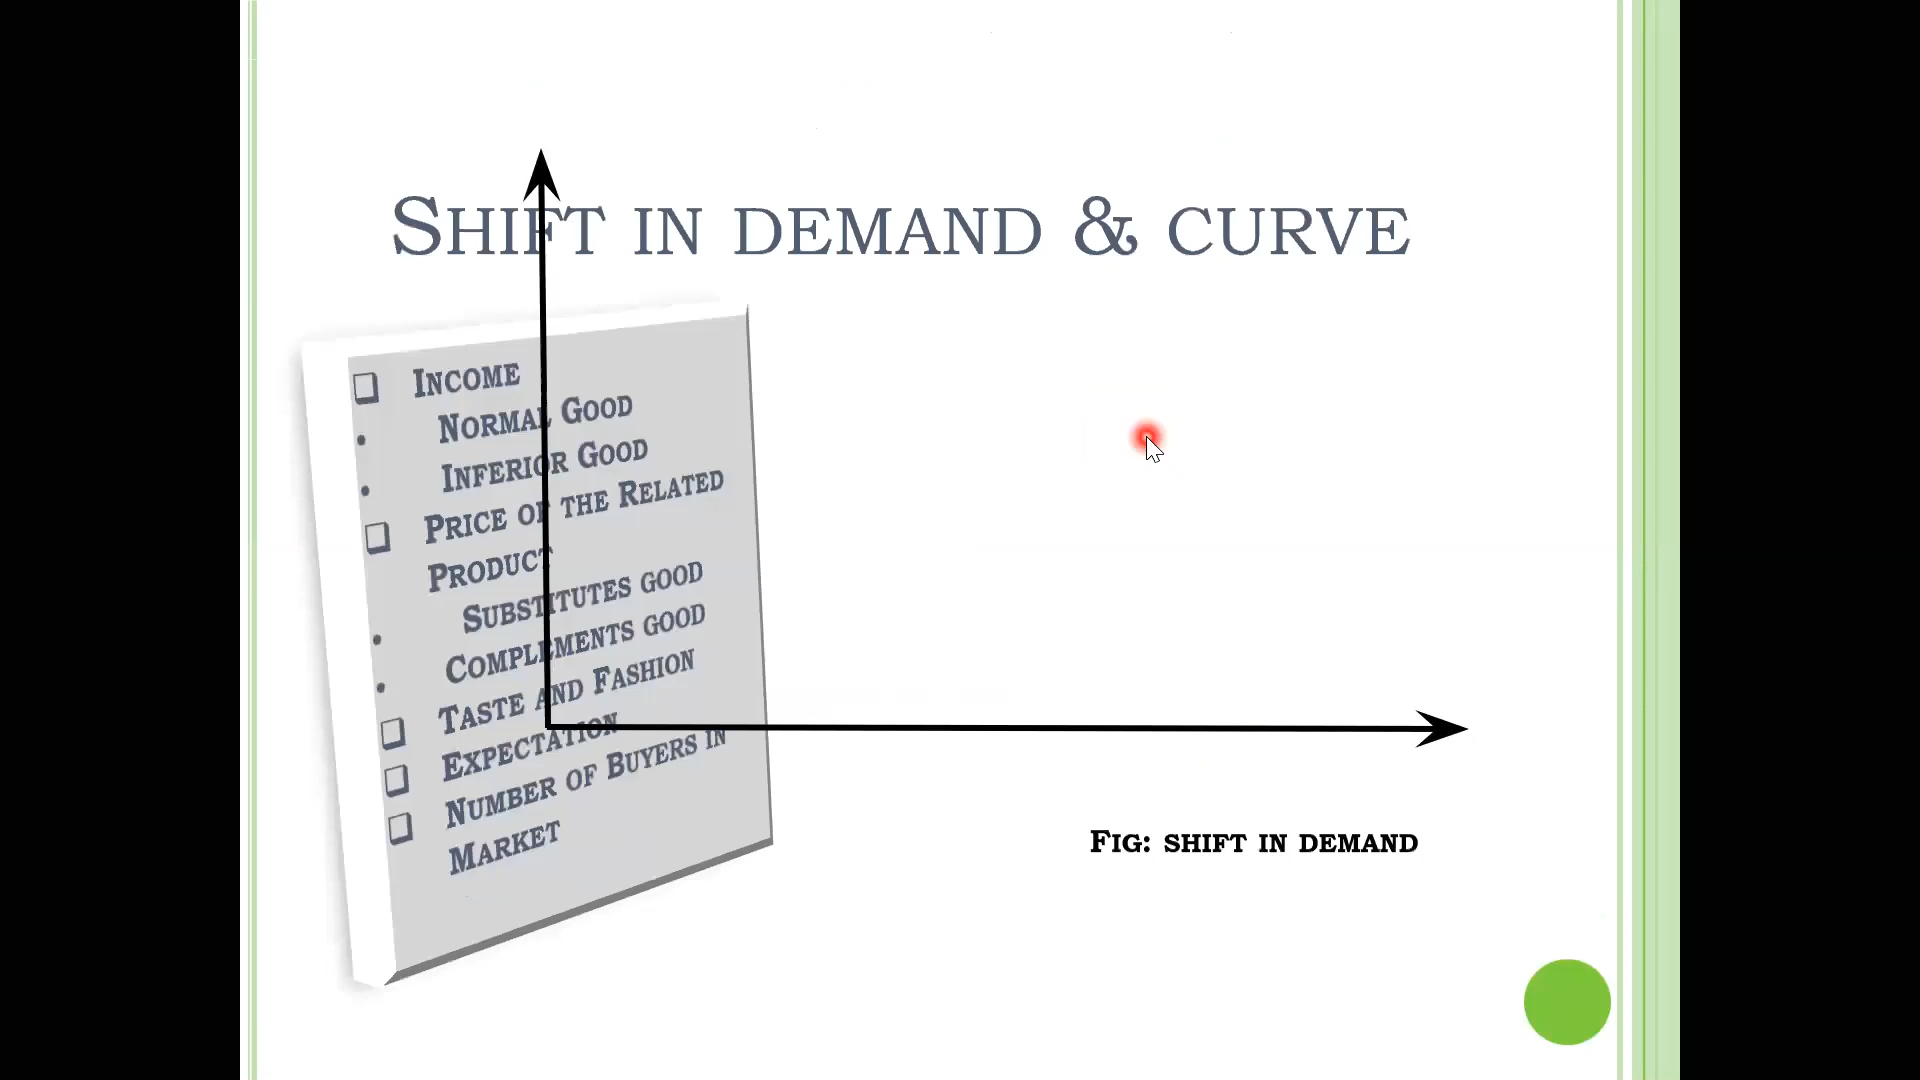 SHIFT IN DEMAND & CURVE
INCOME
NORMAL GOOD
INFERIOR GOOD
PRICE OF THE RELATED
PRODUCT
SUBSTITUTES GOOD
COMPLEMENTS GOOD
TASTE AND FASHION
EXPECTATION
NUMBER OF BUYERS IN
MARKET
FIG: SHIFT IN DEMAND